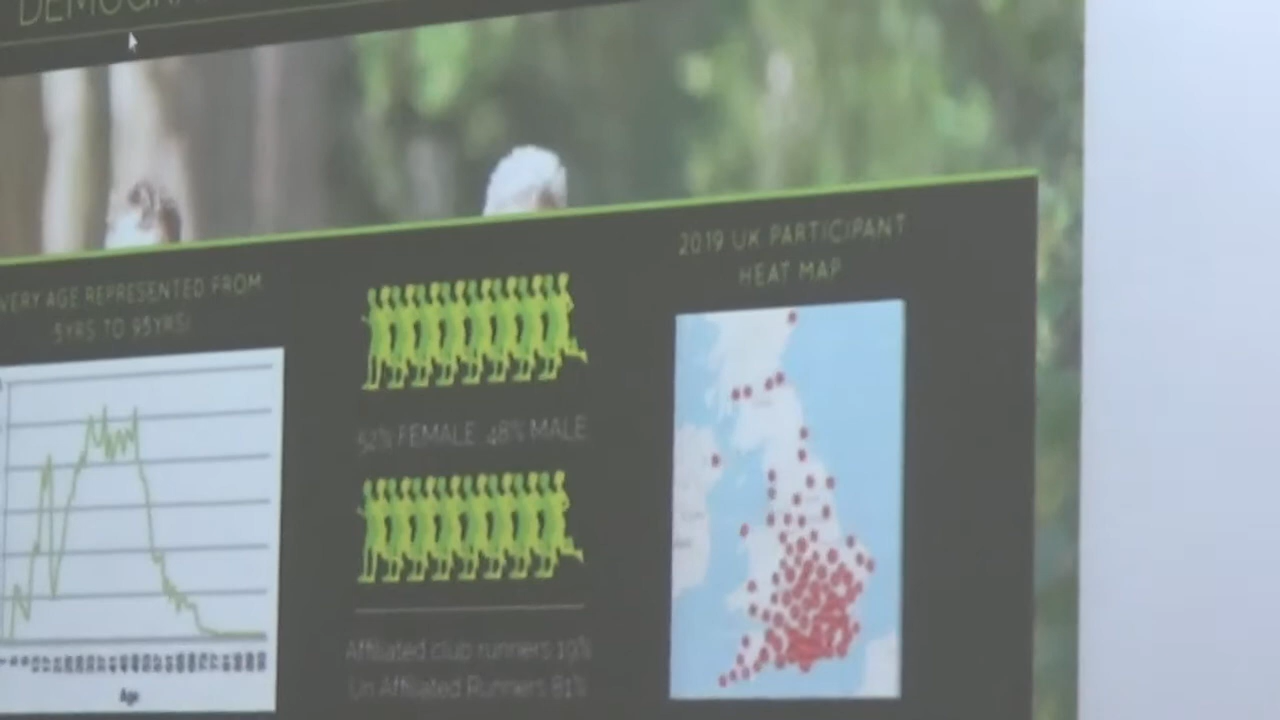 VERY AGE REPRESENTED FROM
5YRS TO 95YRS!
Age
52% FEMALE 48% MALE
Affiliated club runners 19%
Un Affiliated Runners 81%
2019 UK PARTICIPANT
HEAT MAP